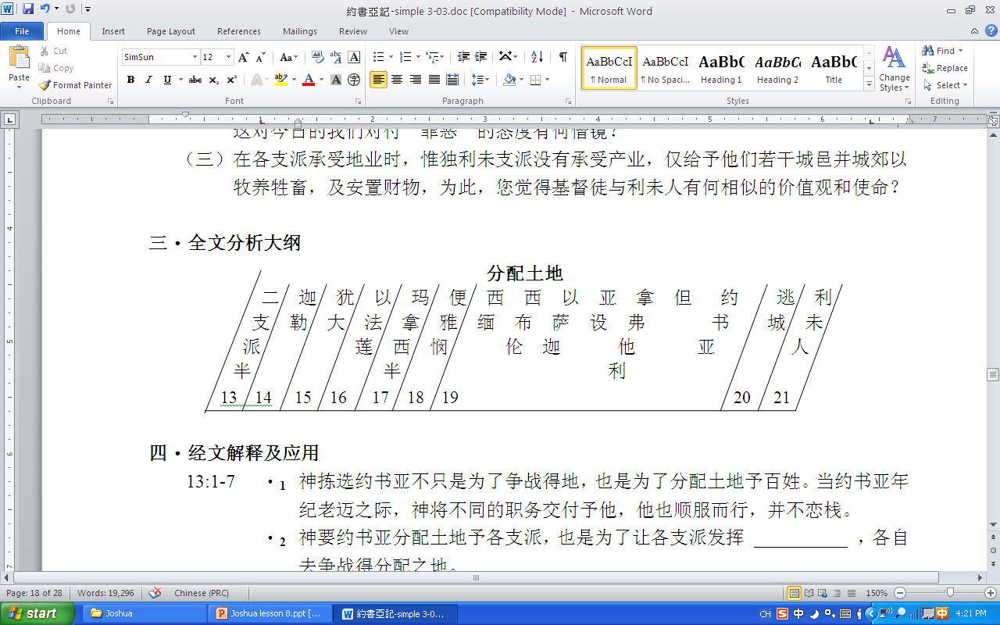 約書亞記-simple 3-03.doc [Compatibility Mode] - Microsoft Word
File Home Insert Page Layout References Mailings Review View
Paste
Cut
Copy
Format Painter
Clipboard
SimSun 12
Font
Paragraph
AaBbCcI AaBbCcI AaBbC AaBbCc AaBbC
¶ Normal ¶ No Spaci... Heading 1 Heading 2 Title
Change Styles
Styles
Find
Replace
Select
Editing
这对今日的我们对付“罪恶”的态度有何借镜？
（三）在各支派承受地业时，惟独利未支派没有承受产业，仅给予他们若干城邑并城郊以
牧养牲畜，及安置财物，为此，您觉得基督徒与利未人有何相似的价值观和使命？
三·全文分析大纲
分配土地
二 迦 犹 以 玛 便 西 西 以 亚 拿 但 约 逃 利
支 勒 大 法 拿 雅 缅 布 萨 设 弗 书 城 未
派 莲 西 悯 伦 迦 他 亚 人
半 半 利
13 14 15 16 17 18 19 20 21
四·经文解释及应用
13:1-7 ·1 神拣选约书亚不只是为了争战得地，也是为了分配土地予百姓。当约书亚年
纪老迈之际，神将不同的职务交付予他，他也顺服而行，并不恋栈。
·2 神要约书亚分配土地予各支派，也是为了让各支派发挥 __________ ，各自
去争战得分配之地。
Page: 18 of 28 Words: 19,296 Chinese (PRC) 150%
start Joshua Joshua lesson 8.ppt [... 約書亞記-simple 3-0... CH 中 中 4:21 PM